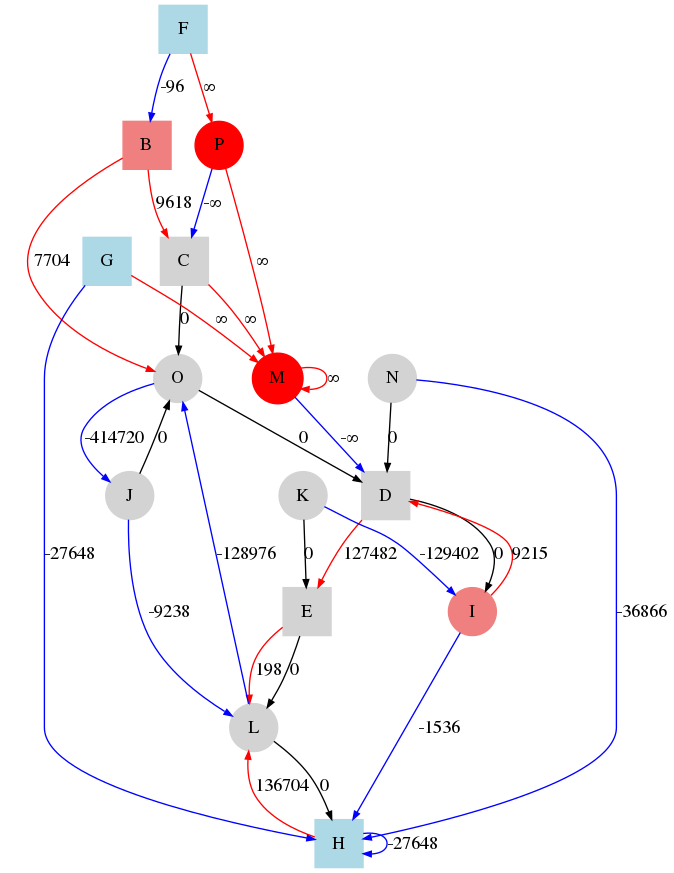 F
-96 ∞
B P
9618 -∞
7704 G C ∞
0 ∞ ∞
O M ∞ N
-414720 0 0 -∞ 0
J K D
-27648 0 127482 -129402 0 9215
-9238 -128976 E I -36866
198 0
L -1536
136704 0
H -27648